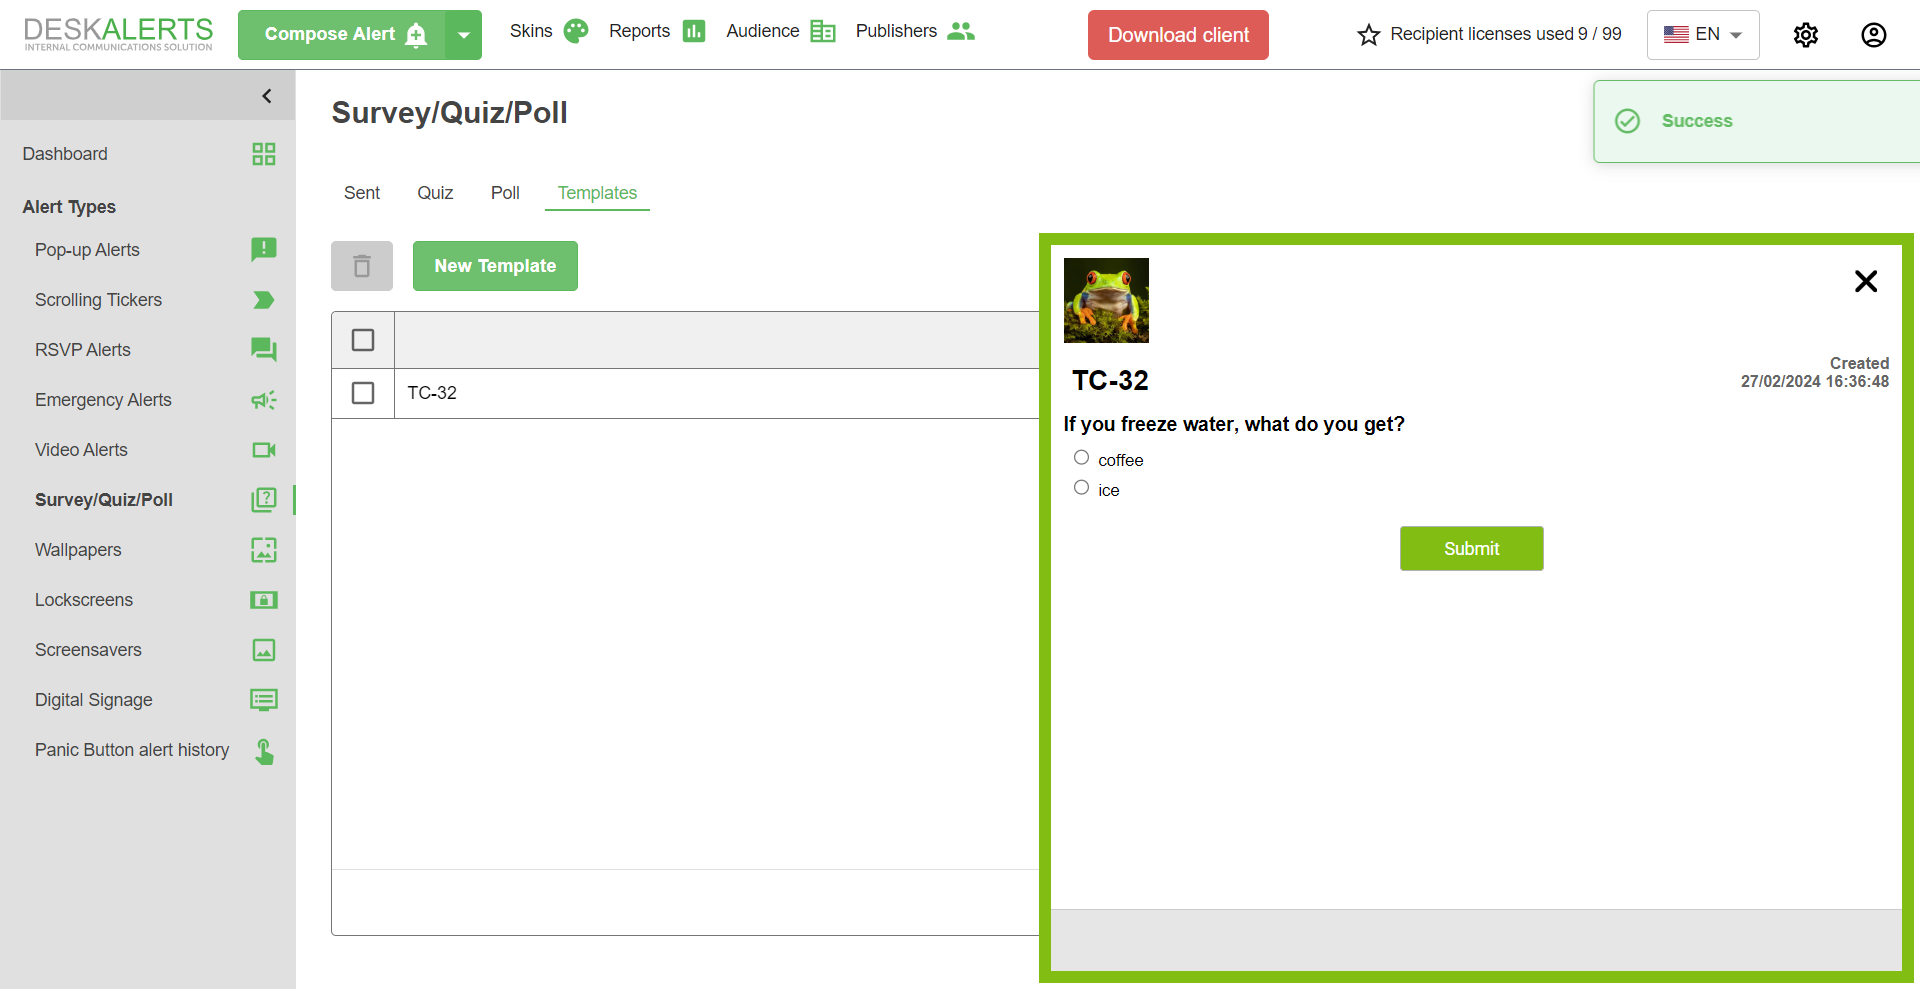 DESKALERTS
INTERNAL COMMUNICATIONS SOLUTION
Compose Alert
Skins
Reports
Audience
Publishers
Download client
Recipient licenses used 9 / 99
EN
Dashboard
Alert Types
Pop-up Alerts
Scrolling Tickers
RSVP Alerts
Emergency Alerts
Video Alerts
Survey/Quiz/Poll
Wallpapers
Lockscreens
Screensavers
Digital Signage
Panic Button alert history
Survey/Quiz/Poll
Success
Sent
Quiz
Poll
Templates
New Template
TC-32
TC-32
Created
27/02/2024 16:36:48
If you freeze water, what do you get?
coffee
ice
Submit